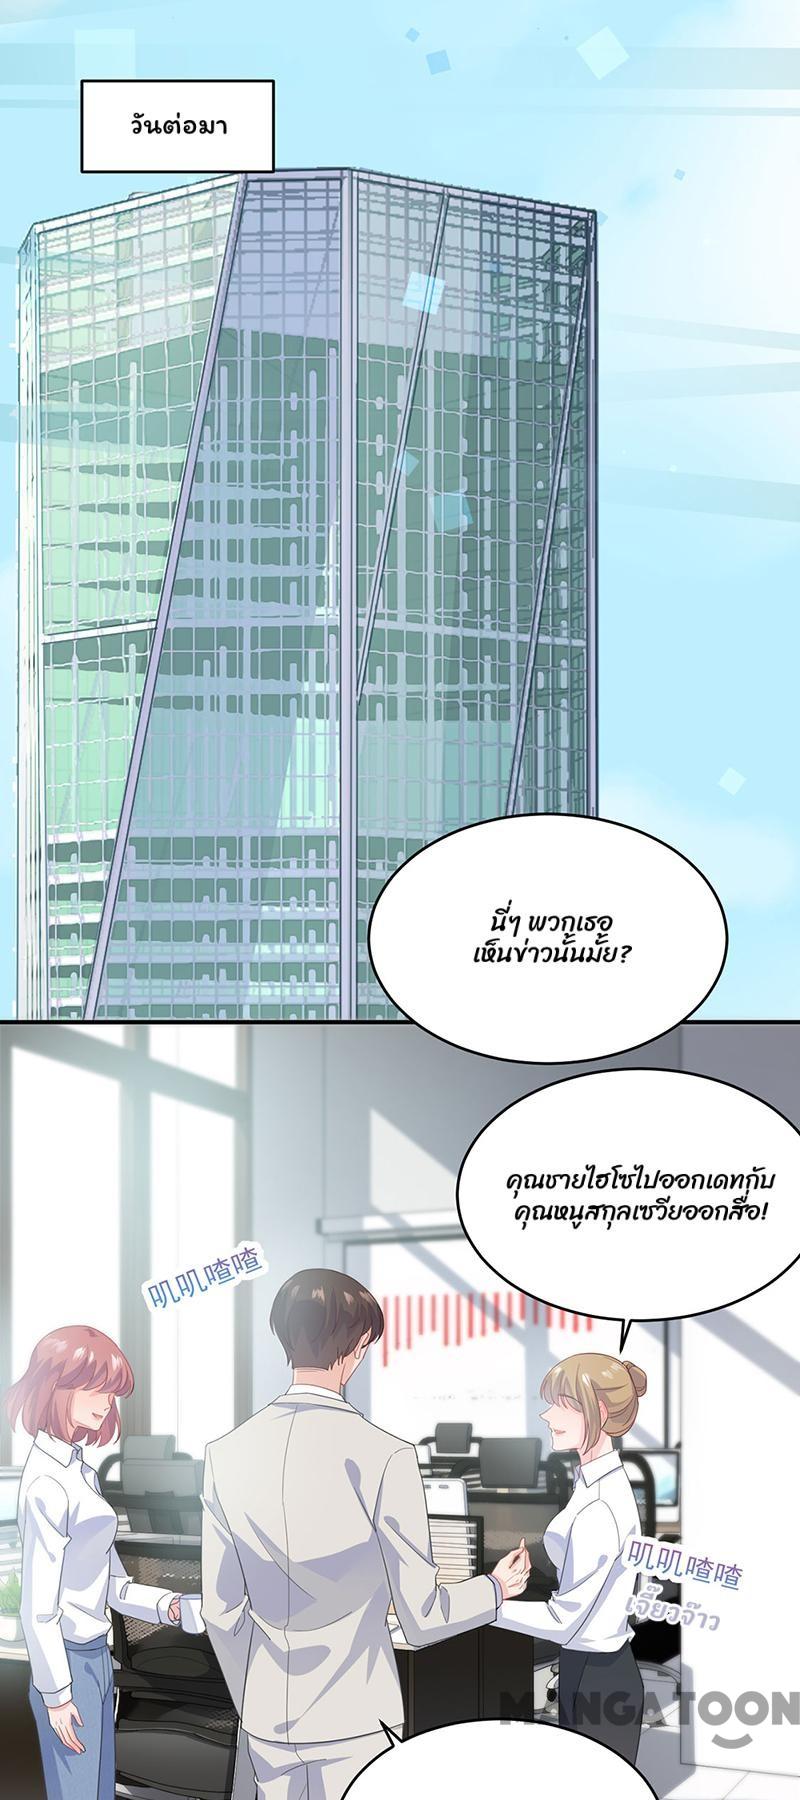 วันต่อมา
นี่ๆ พวกเธอ
เห็นข่าวนั้นมั้ย?
คุณชายไฮโซไปออกเดทกับ
คุณหนูสกุลเซวียออกสื่อ!
叽叽喳喳
叽叽喳喳
เจี๊ยวจ๊าว
MANGATOON